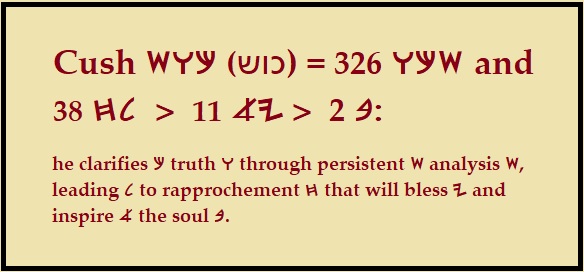 Cush 𐤊𐤅𐤔 (כוש) = 326 𐤔𐤊𐤅 and
38 𐤋𐤇 > 11 𐤉𐤀 > 2 𐤁:
he clarifies 𐤊 truth 𐤅 through persistent 𐤔 analysis 𐤔,
leading 𐤋 to rapprochement 𐤇 that will bless 𐤉 and
inspire 𐤀 the soul 𐤁.